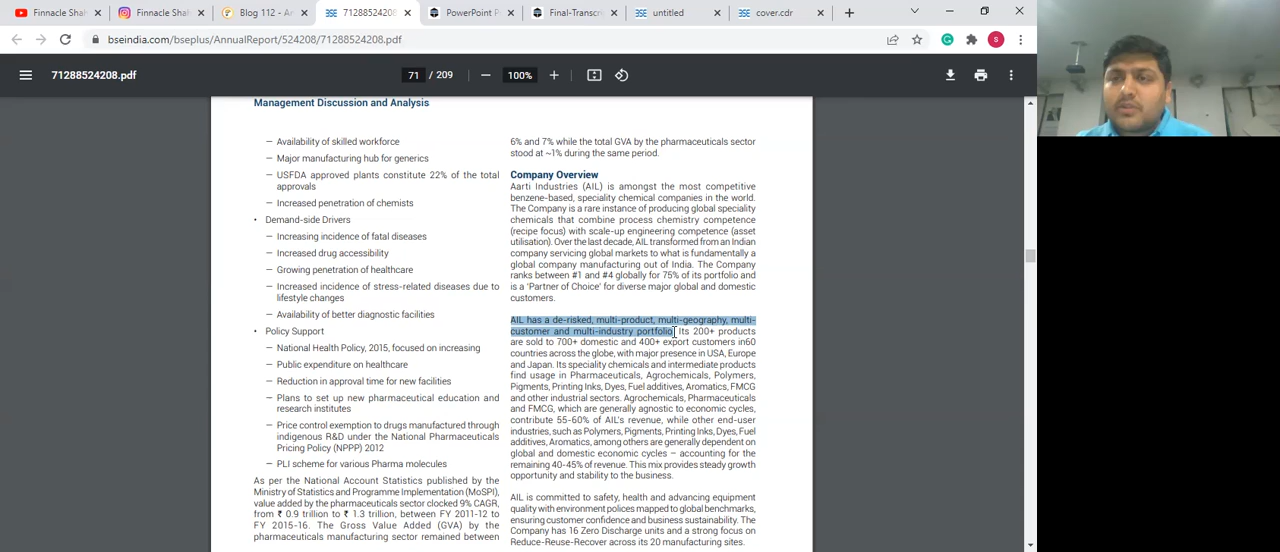 Finnacle Sha
Finnacle Sha
Blog 112 - A
7128852420
PowerPoint P
Final-Transcri
untitled
cover.cdr
bseindia.com/bseplus/AnnualReport/524208/71288524208.pdf
71288524208.pdf
71 / 209
100%
Management Discussion and Analysis
— Availability of skilled workforce
— Major manufacturing hub for generics
— USFDA approved plants constitute 22% of the total
approvals
— Increased penetration of chemists
• Demand-side Drivers
— Increasing incidence of fatal diseases
— Increased drug accessibility
— Growing penetration of healthcare
— Increased incidence of stress-related diseases due to
lifestyle changes
— Availability of better diagnostic facilities
• Policy Support
— National Health Policy, 2015, focused on increasing
— Public expenditure on healthcare
— Reduction in approval time for new facilities
— Plans to set up new pharmaceutical education and
research institutes
— Price control exemption to drugs manufactured through
indigenous R&D under the National Pharmaceuticals
Pricing Policy (NPPP) 2012
— PLI scheme for various Pharma molecules
As per the National Account Statistics published by the
Ministry of Statistics and Programme Implementation (MoSPI),
value added by the pharmaceuticals sector clocked 9% CAGR,
from ₹ 0.9 trillion to ₹ 1.3 trillion, between FY 2011-12 to
FY 2015-16. The Gross Value Added (GVA) by the
pharmaceuticals manufacturing sector remained between
6% and 7% while the total GVA by the pharmaceuticals sector
stood at ~1% during the same period.
Company Overview
Aarti Industries (AIL) is amongst the most competitive
benzene-based, speciality chemical companies in the world.
The Company is a rare instance of producing global speciality
chemicals that combine process chemistry competence
(recipe focus) with scale-up engineering competence (asset
utilisation). Over the last decade, AIL transformed from an Indian
company servicing global markets to what is fundamentally a
global company manufacturing out of India. The Company
ranks between #1 and #4 globally for 75% of its portfolio and
is a 'Partner of Choice' for diverse major global and domestic
customers.
AIL has a de-risked, multi-product, multi-geography, multi-
customer and multi-industry portfolio. Its 200+ products
are sold to 700+ domestic and 400+ export customers in60
countries across the globe, with major presence in USA, Europe
and Japan. Its speciality chemicals and intermediate products
find usage in Pharmaceuticals, Agrochemicals, Polymers,
Pigments, Printing Inks, Dyes, Fuel additives, Aromatics, FMCG
and other industrial sectors. Agrochemicals, Pharmaceuticals
and FMCG, which are generally agnostic to economic cycles,
contribute 55-60% of AIL's revenue, while other end-user
industries, such as Polymers, Pigments, Printing Inks, Dyes, Fuel
additives, Aromatics, among others are generally dependent on
global and domestic economic cycles – accounting for the
remaining 40-45% of revenue. This mix provides steady growth
opportunity and stability to the business.
AIL is committed to safety, health and advancing equipment
quality with environment polices mapped to global benchmarks,
ensuring customer confidence and business sustainability. The
Company has 16 Zero Discharge units and a strong focus on
Reduce-Reuse-Recover across its 20 manufacturing sites.